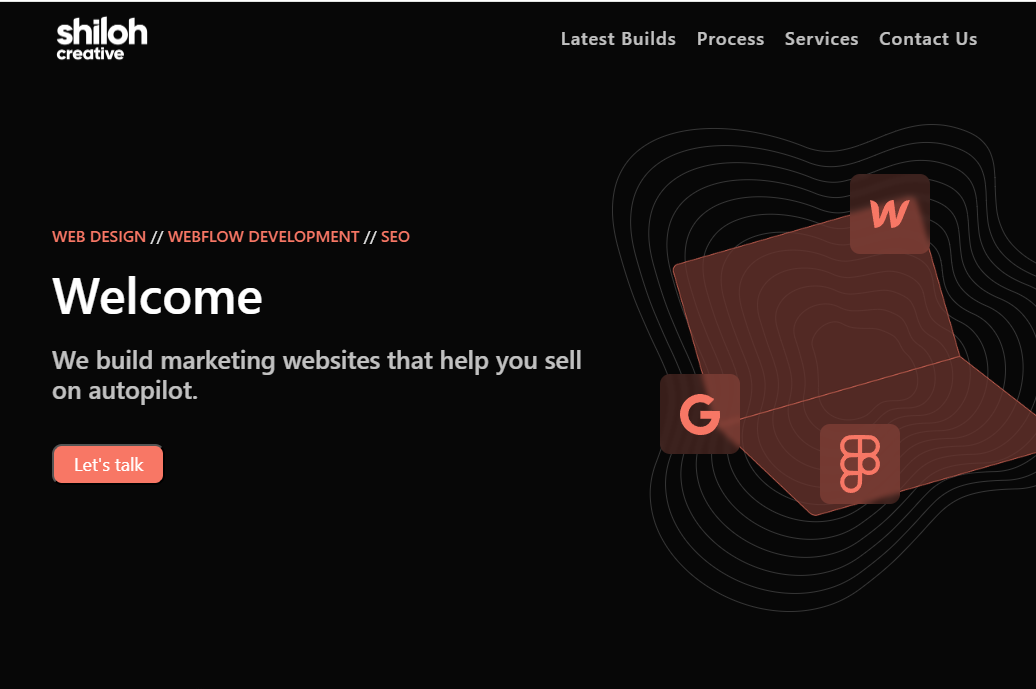 shiloh
creative
Latest Builds Process Services Contact Us
WEB DESIGN // WEBFLOW DEVELOPMENT // SEO
Welcome
We build marketing websites that help you sell
on autopilot.
Let's talk
W
G